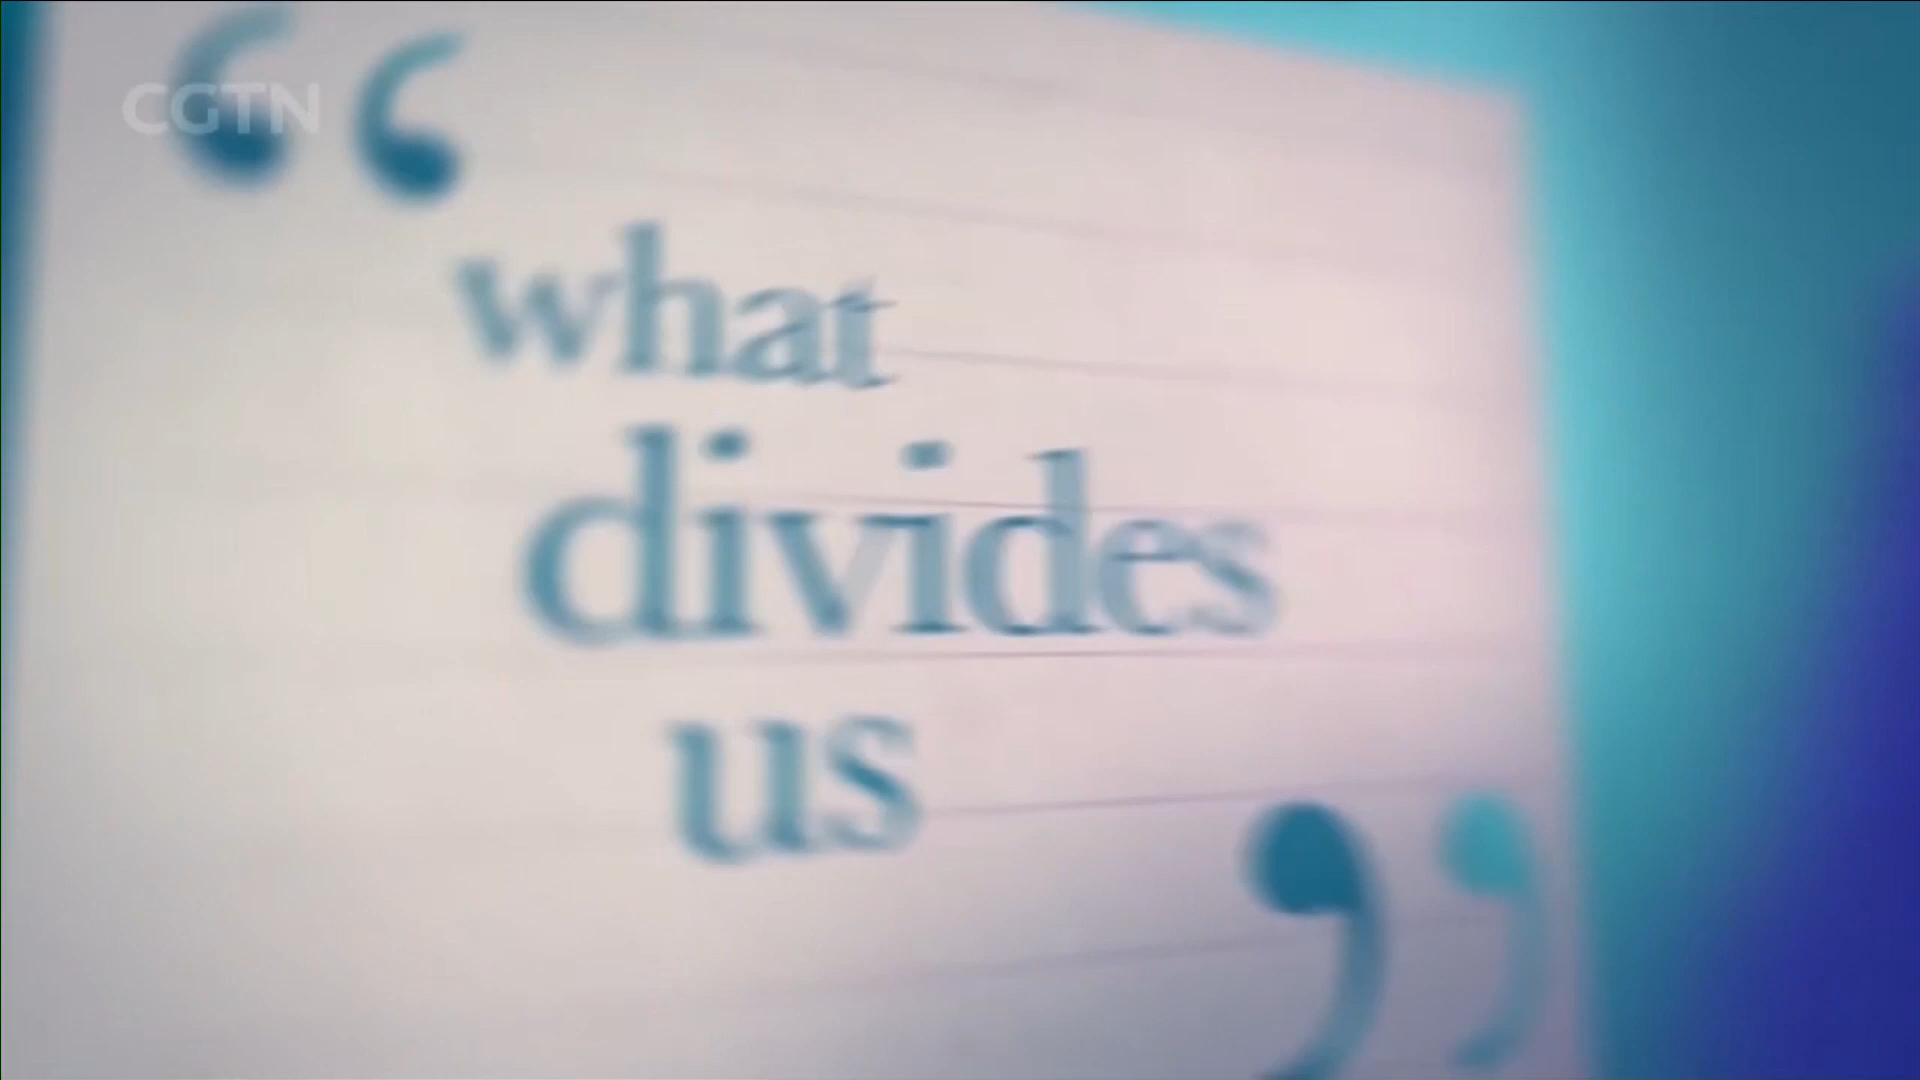 CGTN
“
what
divides
us
”